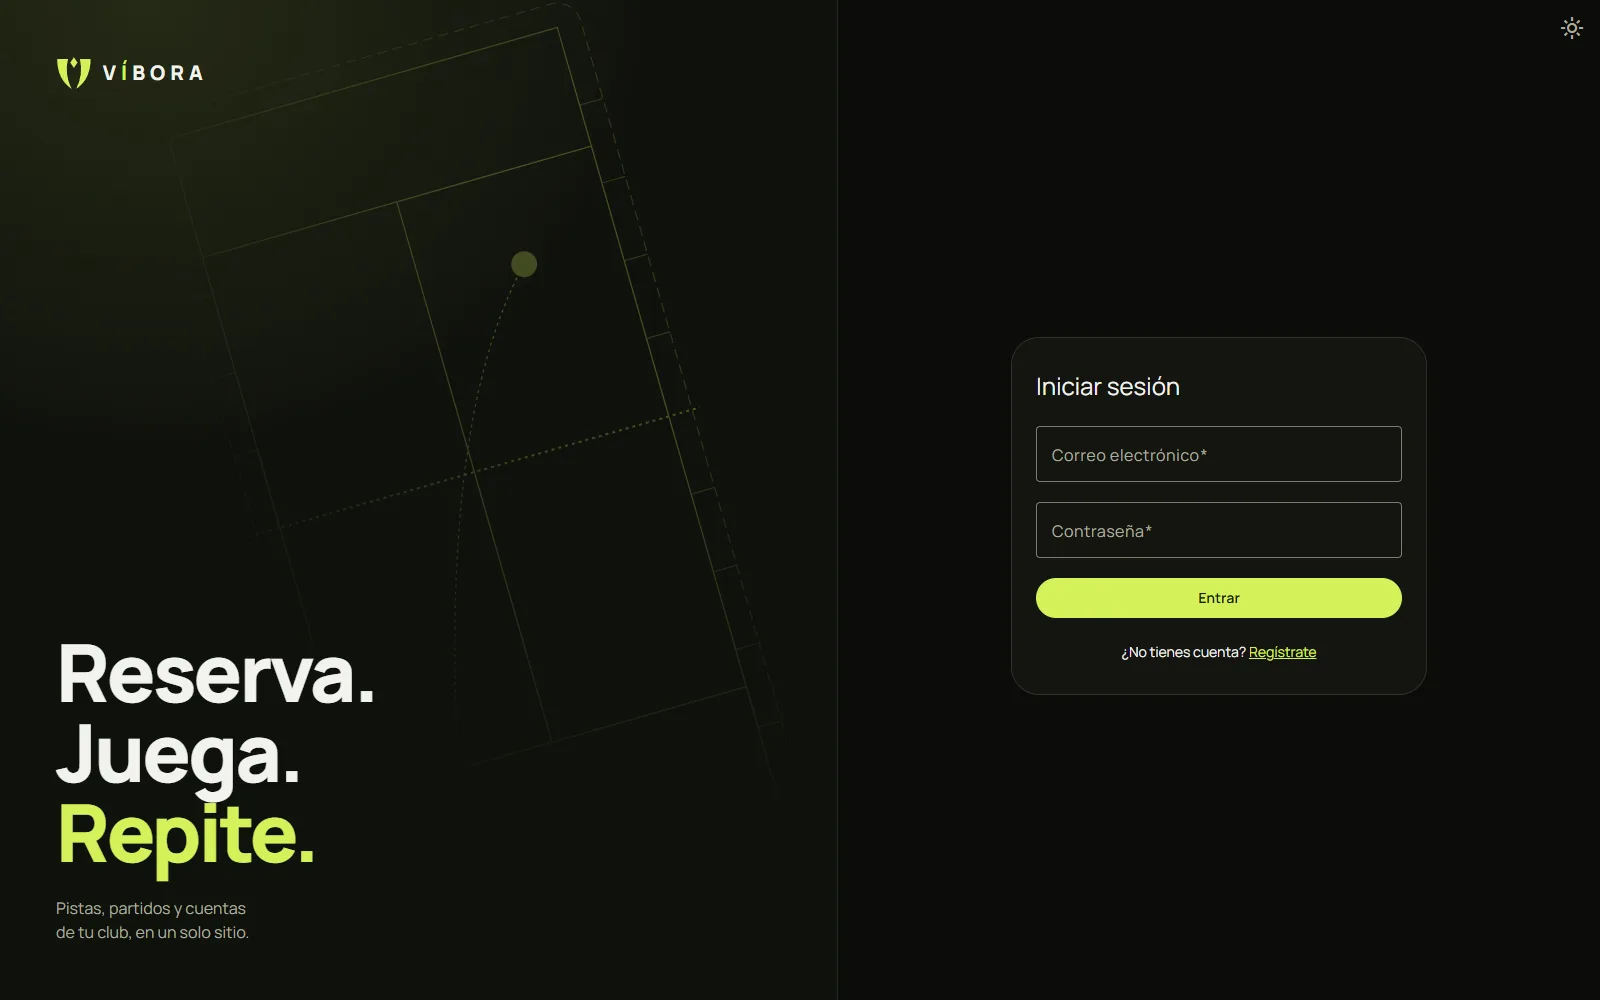 VÍBORA
Reserva.
Juega.
Repite.
Pistas, partidos y cuentas
de tu club, en un solo sitio.
Iniciar sesión
Correo electrónico*
Contraseña*
Entrar
¿No tienes cuenta? Regístrate